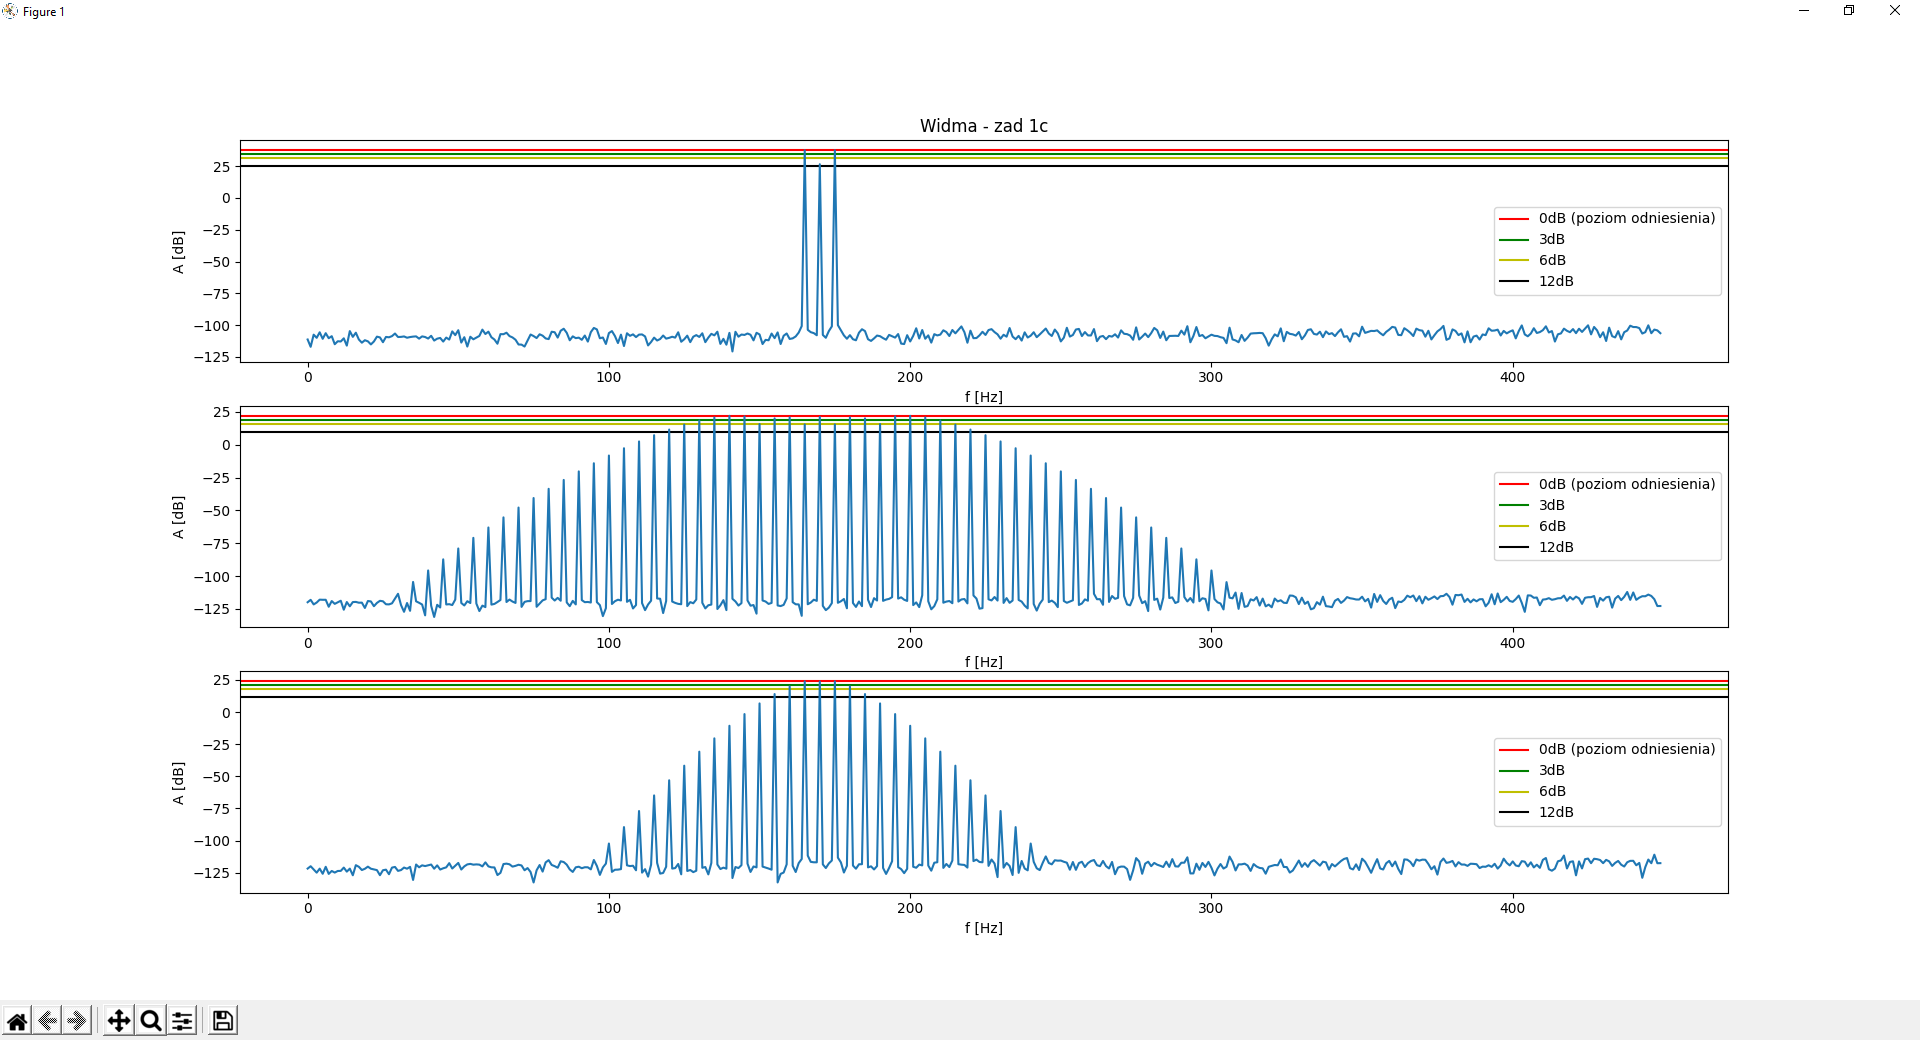 Figure 1
Widma - zad 1c
A [dB]
25
0
−25
−50
−75
−100
−125
0dB (poziom odniesienia)
3dB
6dB
12dB
0 100 200 300 400
f [Hz]
A [dB]
25
0
−25
−50
−75
−100
−125
0dB (poziom odniesienia)
3dB
6dB
12dB
0 100 200 300 400
f [Hz]
A [dB]
25
0
−25
−50
−75
−100
−125
0dB (poziom odniesienia)
3dB
6dB
12dB
0 100 200 300 400
f [Hz]